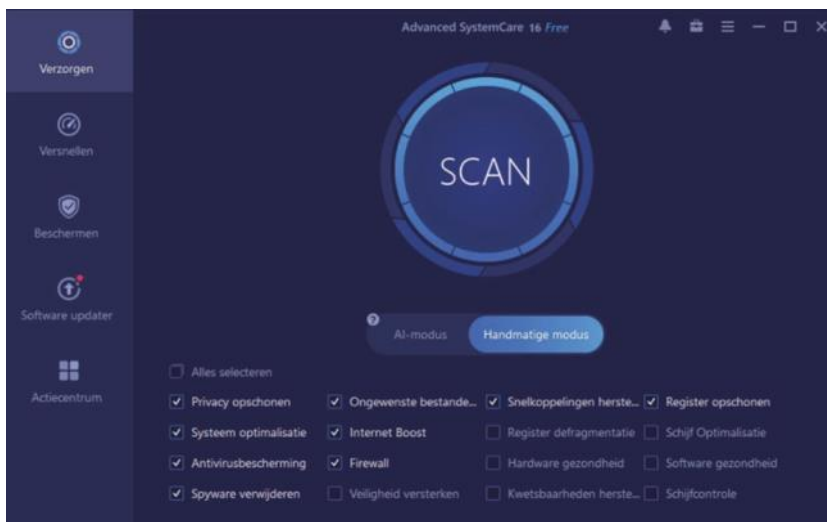 Advanced SystemCare 16 Free
Verzorgen
Versnellen
Beschermen
Software updater
Actiecentrum
SCAN
?
AI-modus
Handmatige modus
Alles selecteren
Privacy opschonen
Ongewenste bestande...
Snelkoppelingen herste...
Register opschonen
Systeem optimalisatie
Internet Boost
Register defragmentatie
Schijf Optimalisatie
Antivirusbescherming
Firewall
Hardware gezondheid
Software gezondheid
Spyware verwijderen
Veiligheid versterken
Kwetsbaarheden herste...
Schijfcontrole